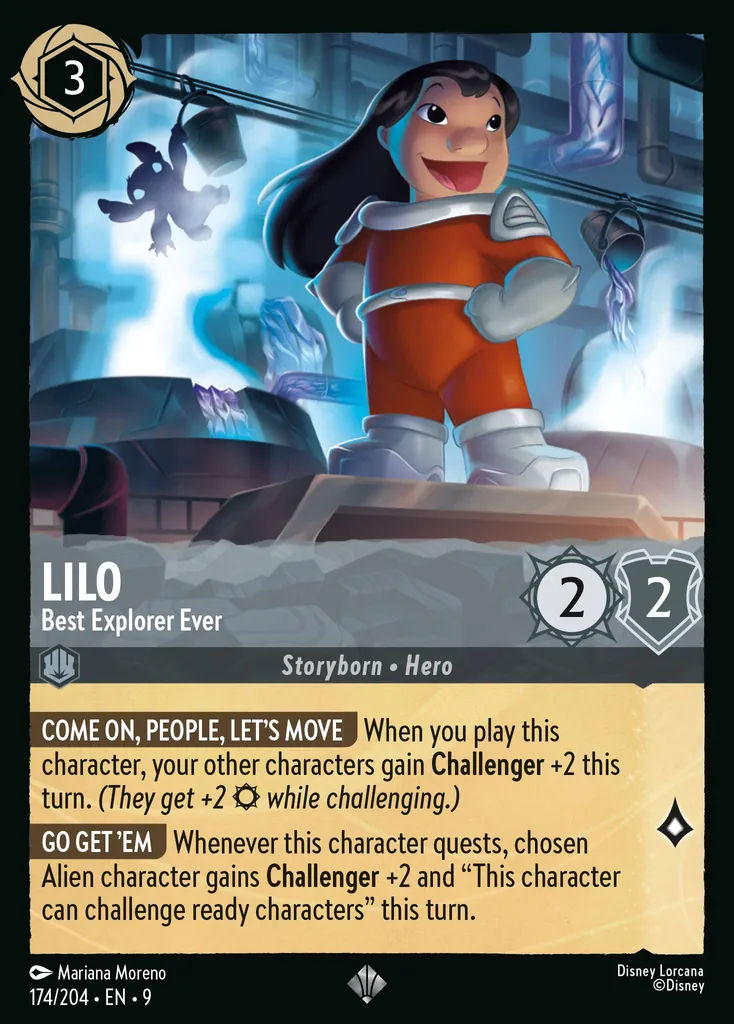 3
LILO
Best Explorer Ever
2
2
Storyborn • Hero
COME ON, PEOPLE, LET'S MOVE When you play this
character, your other characters gain Challenger +2 this
turn. (They get +2 while challenging.)
GO GET 'EM Whenever this character quests, chosen
Alien character gains Challenger +2 and “This character
can challenge ready characters” this turn.
Mariana Moreno
174/204 • EN • 9
Disney Lorcana
©Disney